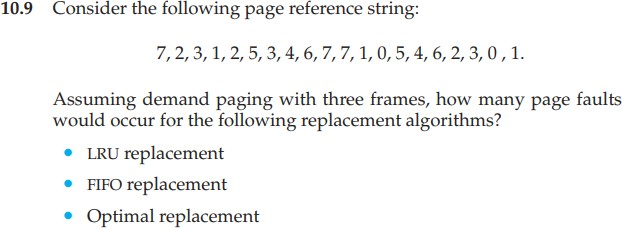 10.9 Consider the following page reference string:
7, 2, 3, 1, 2, 5, 3, 4, 6, 7, 7, 1, 0, 5, 4, 6, 2, 3, 0 , 1.
Assuming demand paging with three frames, how many page faults
would occur for the following replacement algorithms?
• LRU replacement
• FIFO replacement
• Optimal replacement